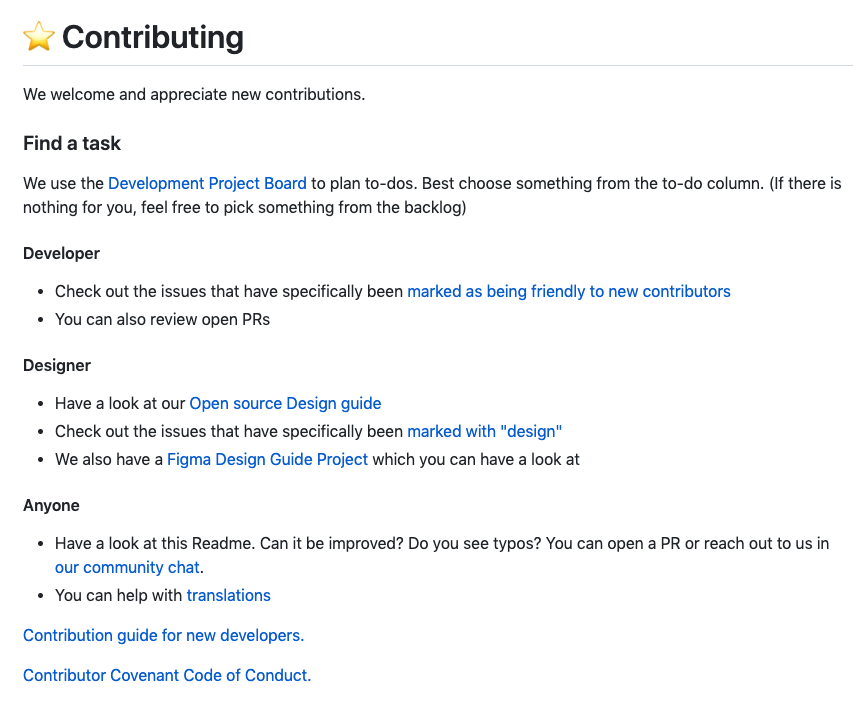 ⭐ Contributing
We welcome and appreciate new contributions.
Find a task
We use the Development Project Board to plan to-dos. Best choose something from the to-do column. (If there is
nothing for you, feel free to pick something from the backlog)
Developer
• Check out the issues that have specifically been marked as being friendly to new contributors
• You can also review open PRs
Designer
• Have a look at our Open source Design guide
• Check out the issues that have specifically been marked with "design"
• We also have a Figma Design Guide Project which you can have a look at
Anyone
• Have a look at this Readme. Can it be improved? Do you see typos? You can open a PR or reach out to us in
our community chat.
• You can help with translations
Contribution guide for new developers.
Contributor Covenant Code of Conduct.